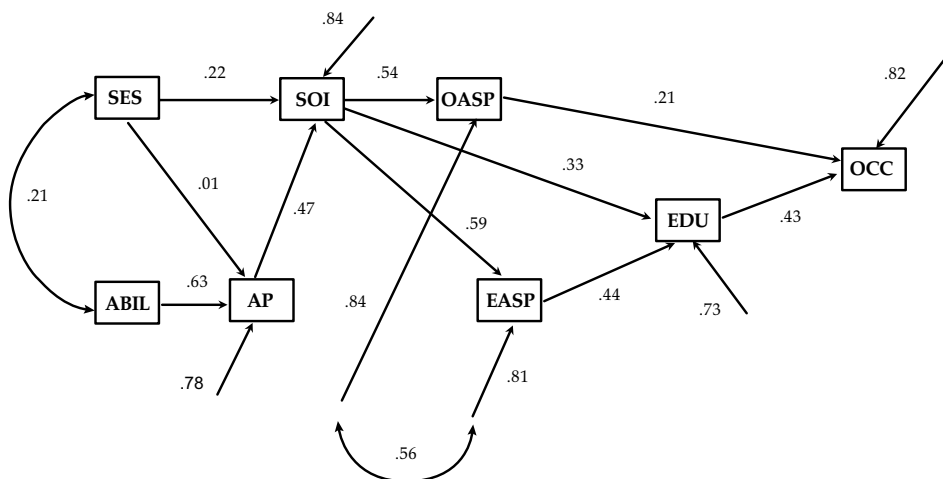 .84
.22
.54
.82
SES
SOI
OASP
.21
OCC
.21
.01
.47
.33
.59
EDU
.43
.63
ABIL
AP
.84
EASP
.44
.73
.78
.81
.56